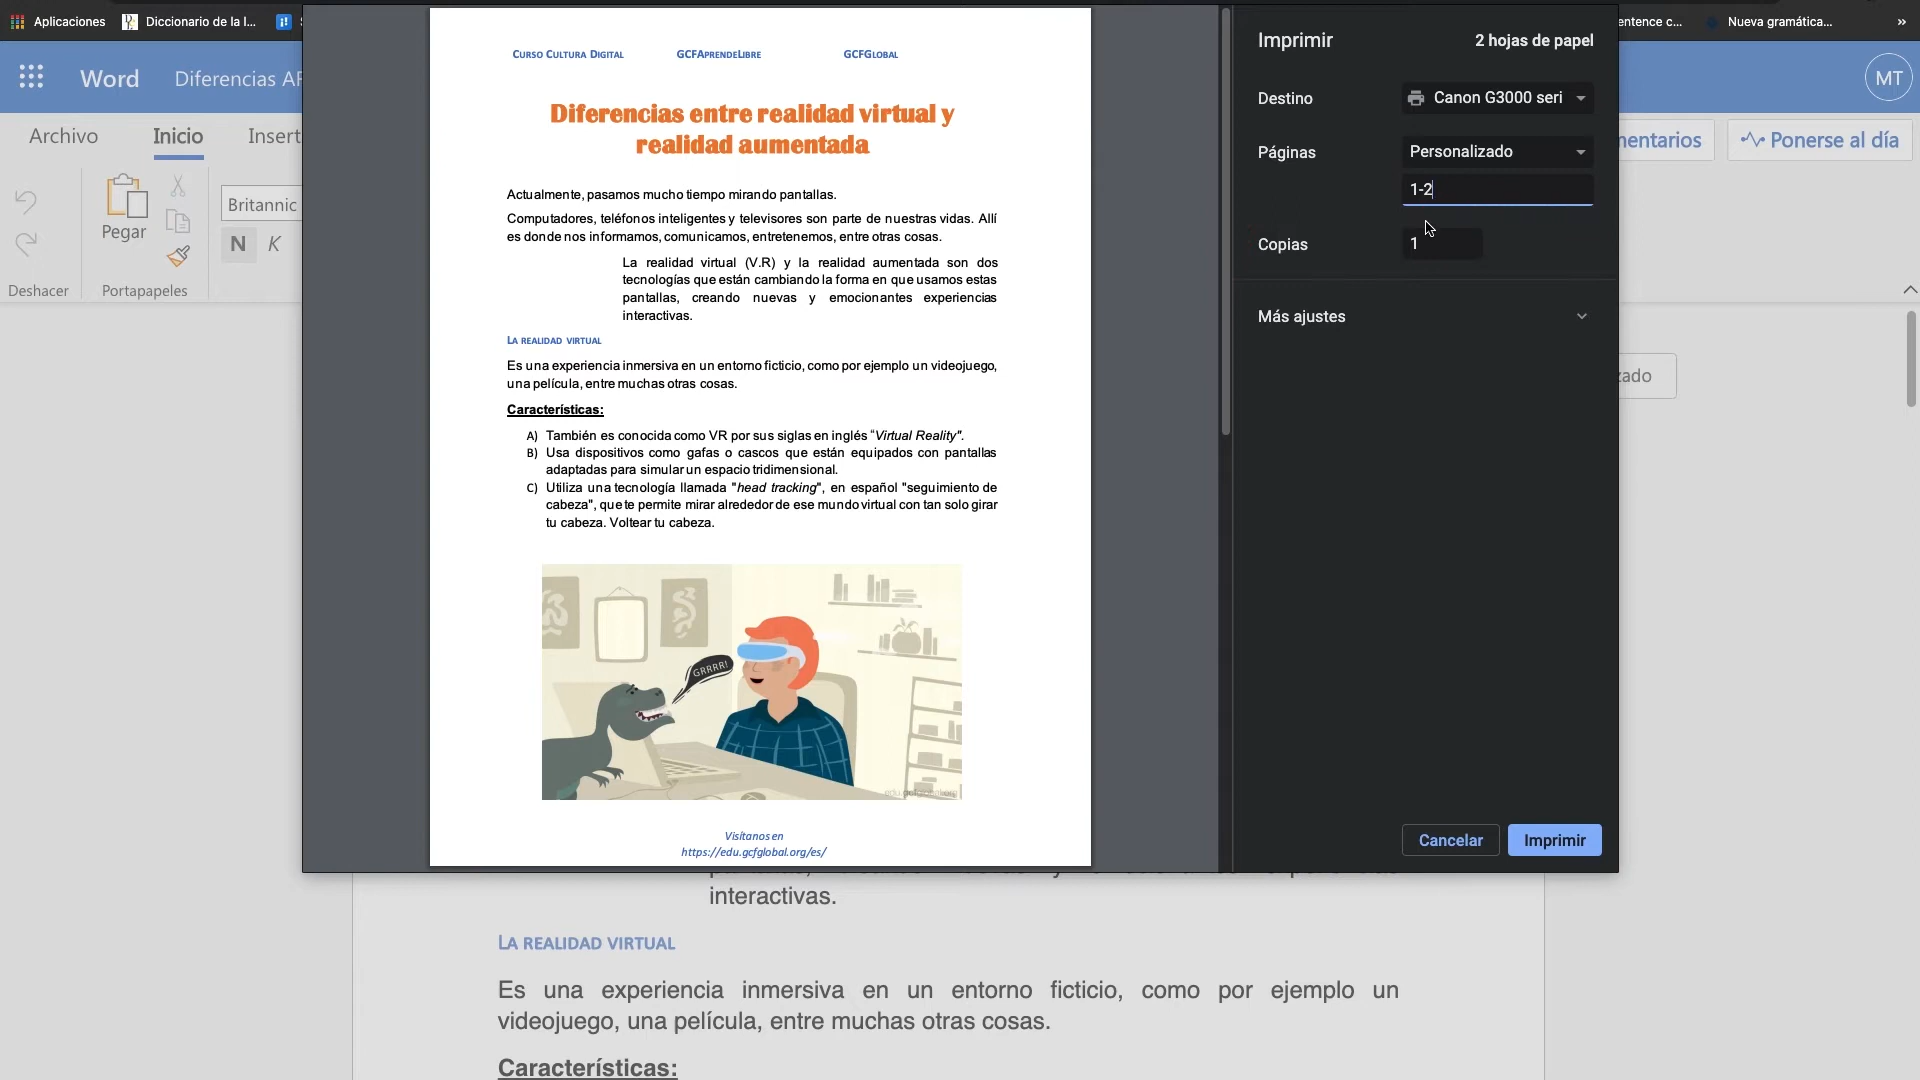 Aplicaciones
Diccionario de la l...
entence c...
Nueva gramática...
»
Word
Diferencias AR
MT
Archivo
Inicio
Insert
mentarios
Ponerse al día
Pegar
Britannic
N
K
Deshacer
Portapapeles
zado
CURSO CULTURA DIGITAL GCFAPRENDELIBRE GCFGLOBAL
Diferencias entre realidad virtual y
realidad aumentada
Actualmente, pasamos mucho tiempo mirando pantallas.
Computadores, teléfonos inteligentes y televisores son parte de nuestras vidas. Allí
es donde nos informamos, comunicamos, entretenemos, entre otras cosas.
La realidad virtual (V.R) y la realidad aumentada son dos
tecnologías que están cambiando la forma en que usamos estas
pantallas, creando nuevas y emocionantes experiencias
interactivas.
LA REALIDAD VIRTUAL
Es una experiencia inmersiva en un entorno ficticio, como por ejemplo un videojuego,
una película, entre muchas otras cosas.
Características:
A) También es conocida como VR por sus siglas en inglés "Virtual Reality".
B) Usa dispositivos como gafas o cascos que están equipados con pantallas
adaptadas para simular un espacio tridimensional.
C) Utiliza una tecnología llamada "head tracking", en español "seguimiento de
cabeza", que te permite mirar alrededor de ese mundo virtual con tan solo girar
tu cabeza. Voltear tu cabeza.
GRRRR!
edu.gcfglobal.org
Visítanos en
https://edu.gcfglobal.org/es/
Imprimir
2 hojas de papel
Destino
Canon G3000 seri
Páginas
Personalizado
1-2
Copias
1
Más ajustes
Cancelar
Imprimir
interactivas.
LA REALIDAD VIRTUAL
Es una experiencia inmersiva en un entorno ficticio, como por ejemplo un
videojuego, una película, entre muchas otras cosas.
Características: